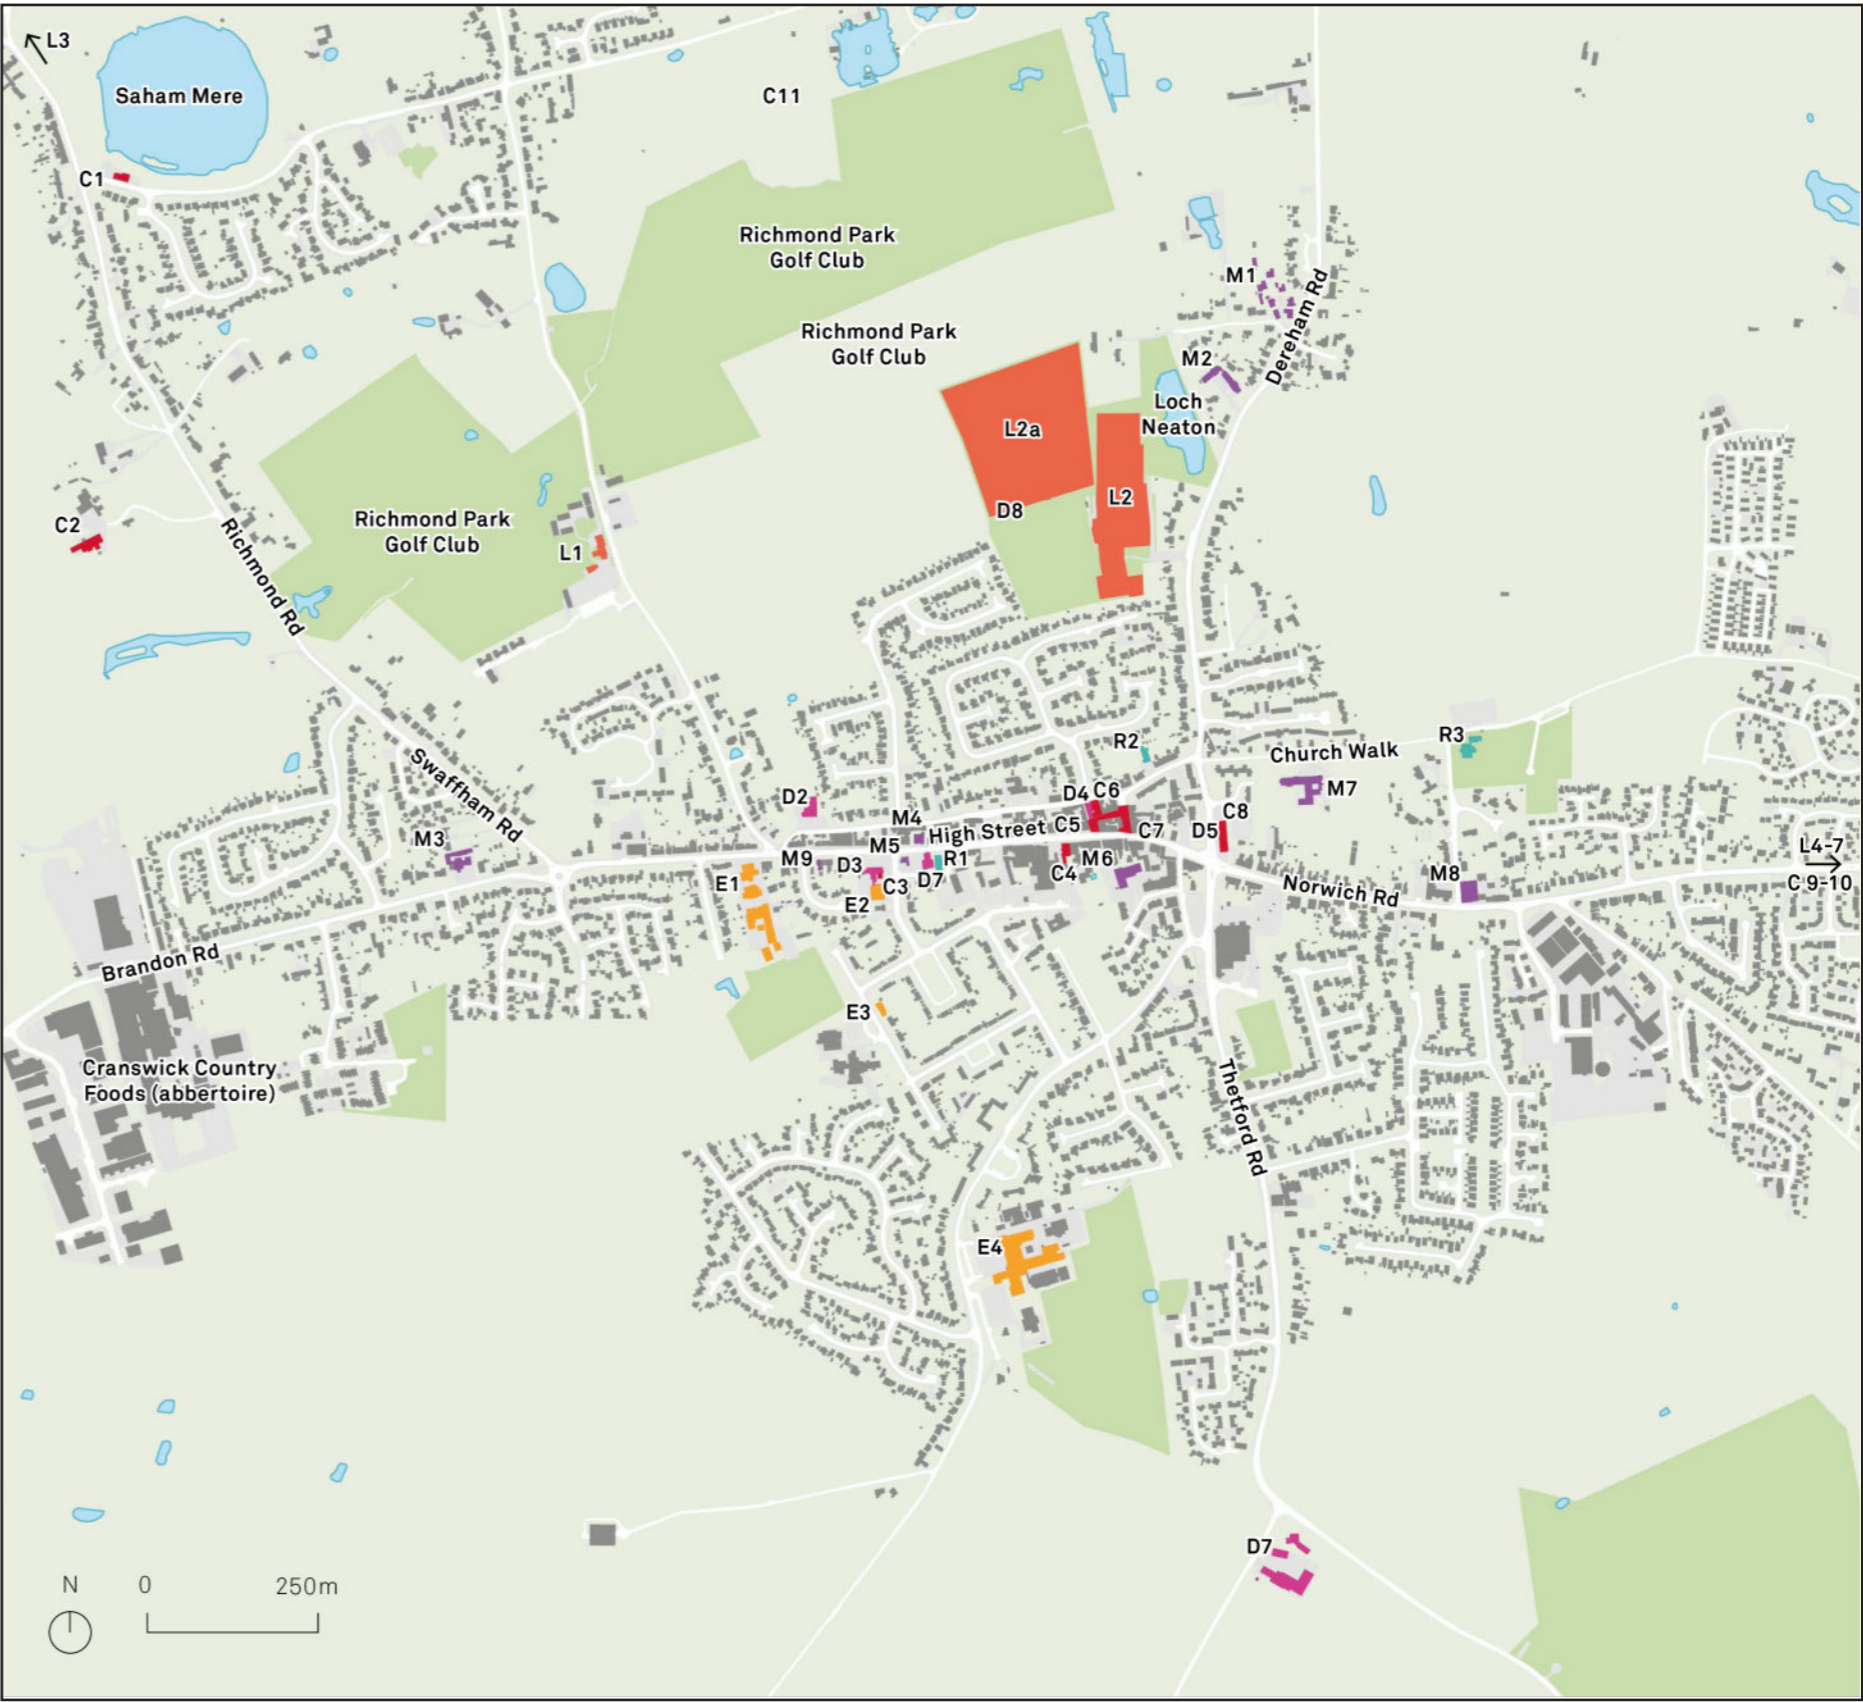 L3
Saham Mere
C11
C1
Richmond Park
Golf Club
M1
Dereham Rd
Richmond Park
Golf Club
M2
Loch
Neaton
L2a
L2
D8
C2
Richmond Park
Golf Club
L1
Richmond Rd
R2
Church Walk
R3
Swaffham Rd
D2
D4
C6
M7
M4
High Street
C5
C7
D5
C8
M3
M9
M5
D3
R1
D7
C4
M6
L4-7
C 9-10
E1
C3
E2
Norwich Rd
M8
Brandon Rd
E3
Cranswick Country
Foods (abbertoire)
Thetford Rd
E4
D7
N
0
250m